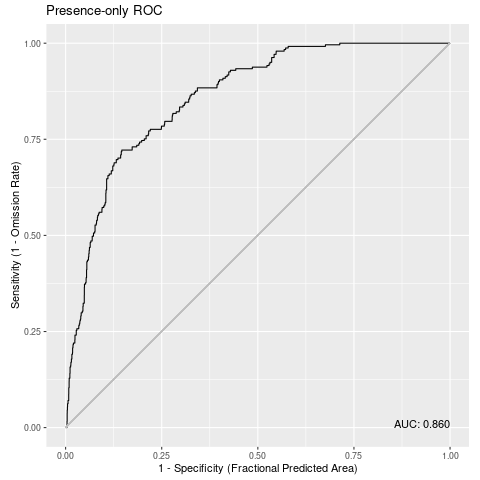 Presence-only ROC
Sensitivity (1 - Omission Rate)
1.00
0.75
0.50
0.25
0.00
AUC: 0.860
0.00 0.25 0.50 0.75 1.00
1 - Specificity (Fractional Predicted Area)